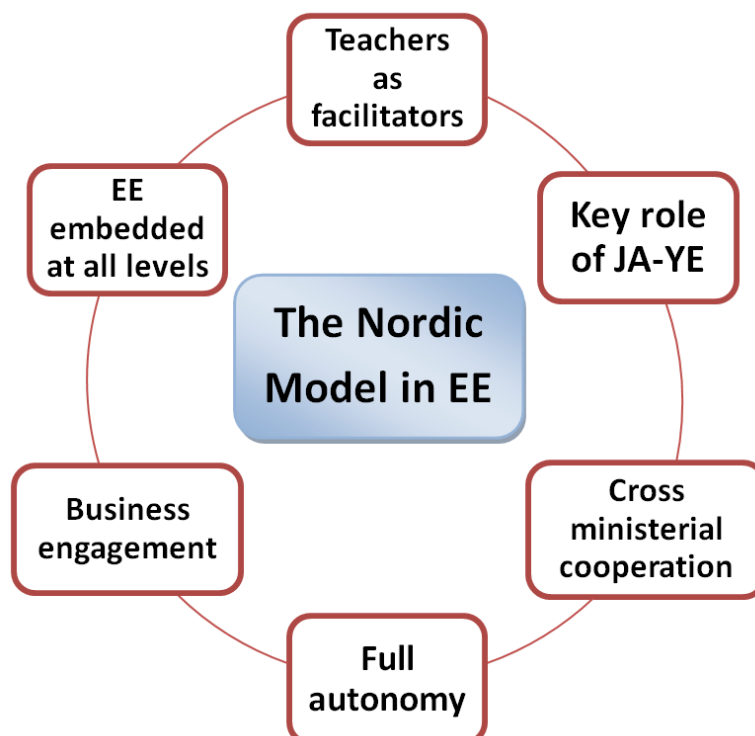 Teachers
as
facilitators
EE
embedded
at all levels
Key role
of JA-YE
The Nordic
Model in EE
Business
engagement
Cross
ministerial
cooperation
Full
autonomy